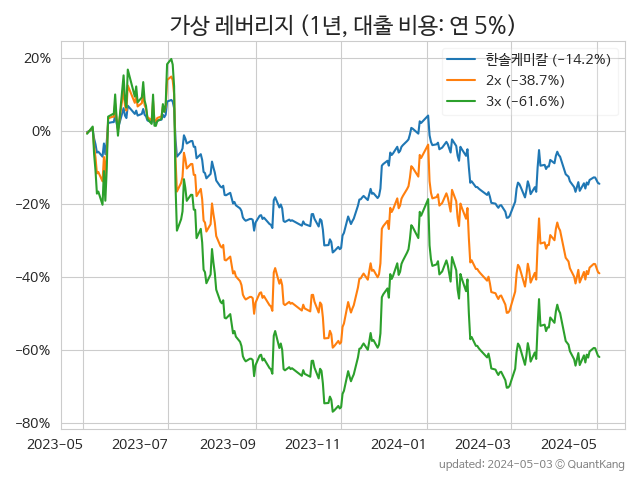 가상 레버리지 (1년, 대출 비용: 연 5%)
한솔케미칼 (−14.2%)
2x (−38.7%)
3x (−61.6%)
20%
0%
−20%
−40%
−60%
−80%
2023-05 2023-07 2023-09 2023-11 2024-01 2024-03 2024-05
updated: 2024-05-03 © QuantKang